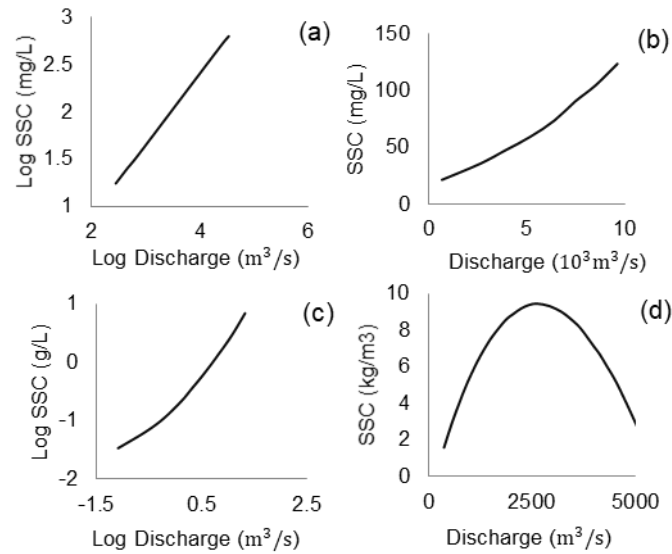 (a)
Log SSC (mg/L)
3
2.5
2
1.5
1
2 4 6
Log Discharge (m³/s)
(b)
SSC (mg/L)
150
100
50
0
0 5 10
Discharge (10³m³/s)
(c)
Log SSC (g/L)
1
0
-1
-2
-1.5 0.5 2.5
Log Discharge (m³/s)
(d)
SSC (kg/m3)
10
8
6
4
2
0
0 2500 5000
Discharge (m³/s)